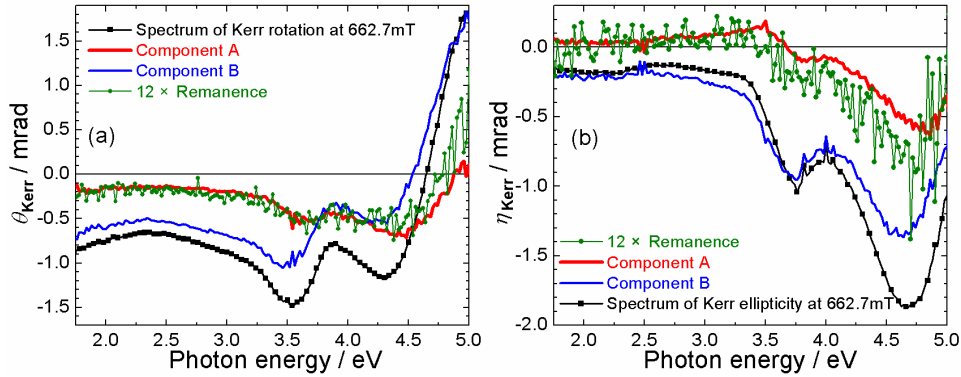 Spectrum of Kerr rotation at 662.7mT
Component A
Component B
12 × Remanence
(a)
1.5
1.0
0.5
0.0
-0.5
-1.0
-1.5
θKerr / mrad
2.0 2.5 3.0 3.5 4.0 4.5 5.0
Photon energy / eV
0.0
-0.5
-1.0
-1.5
-2.0
ηKerr / mrad
(b)
12 × Remanence
Component A
Component B
Spectrum of Kerr ellipticity at 662.7mT
2.0 2.5 3.0 3.5 4.0 4.5 5.0
Photon energy / eV